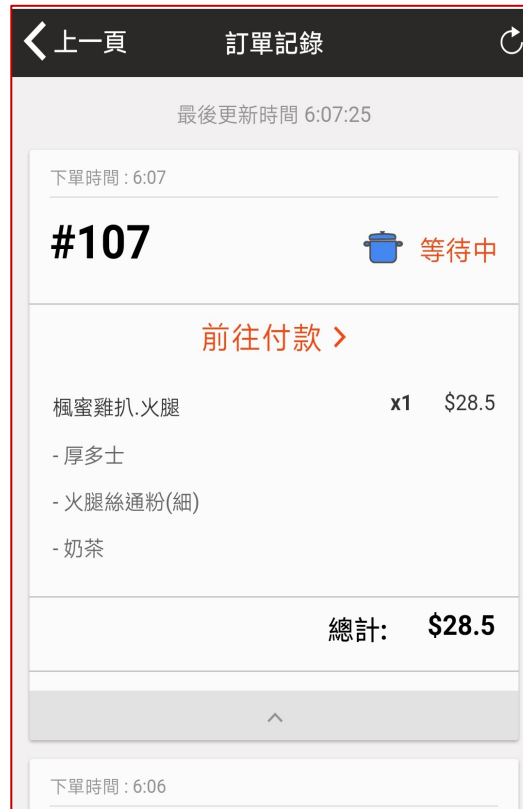 上一頁 訂單記錄
最後更新時間 6:07:25
下單時間 : 6:07
#107 等待中
前往付款
楓蜜雞扒.火腿 x1 $28.5
- 厚多士
- 火腿絲通粉(細)
- 奶茶
總計: $28.5
下單時間 : 6:06